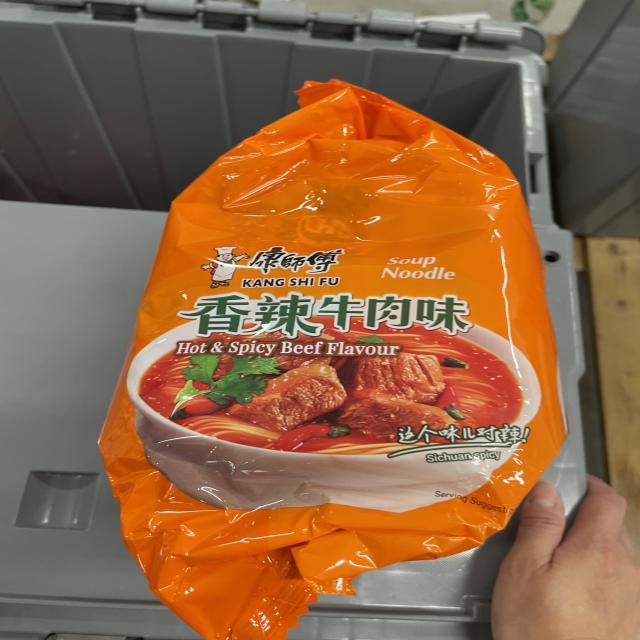 康師傅
KANG SHI FU
Soup
Noodle
香辣牛肉味
Hot & Spicy Beef Flavour
这个味儿对辣!
Sichuan spicy
Serving Suggestion